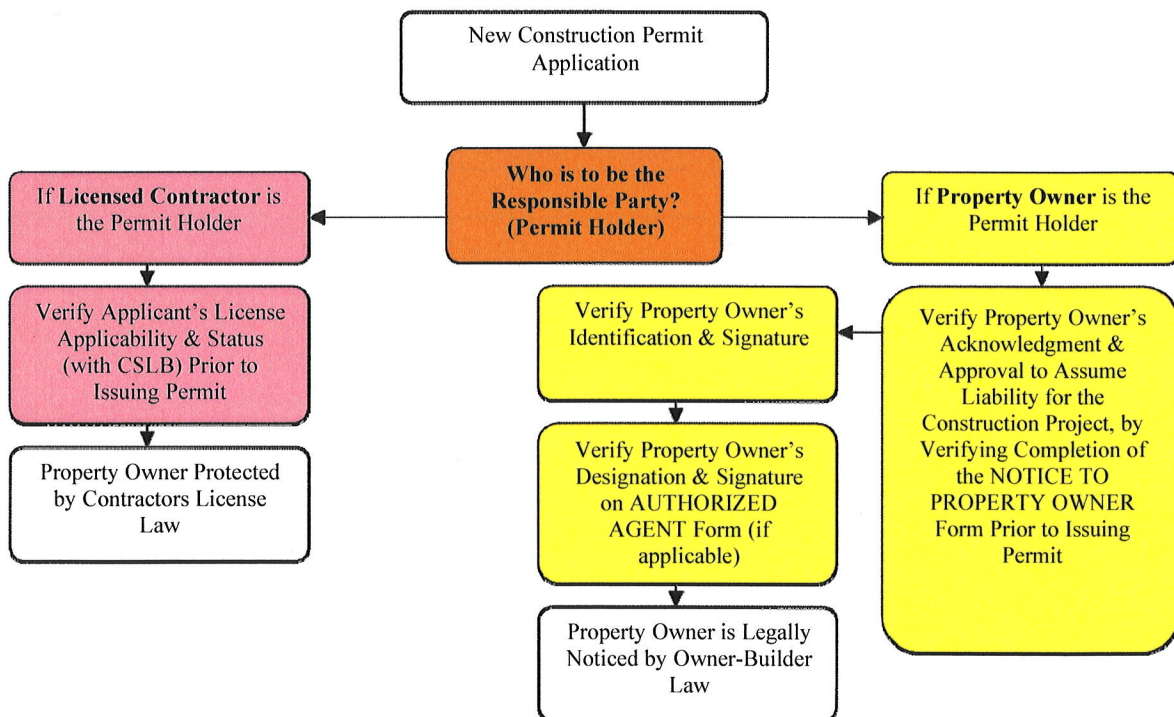 New Construction Permit
Application
Who is to be the
Responsible Party?
(Permit Holder)
If Licensed Contractor is
the Permit Holder
Verify Applicant's License
Applicability & Status
(with CSLB) Prior to
Issuing Permit
Property Owner Protected
by Contractors License
Law
If Property Owner is the
Permit Holder
Verify Property Owner's
Acknowledgment &
Approval to Assume
Liability for the
Construction Project, by
Verifying Completion of
the NOTICE TO
PROPERTY OWNER
Form Prior to Issuing
Permit
Verify Property Owner's
Identification & Signature
Verify Property Owner's
Designation & Signature
on AUTHORIZED
AGENT Form (if
applicable)
Property Owner is Legally
Noticed by Owner-Builder
Law